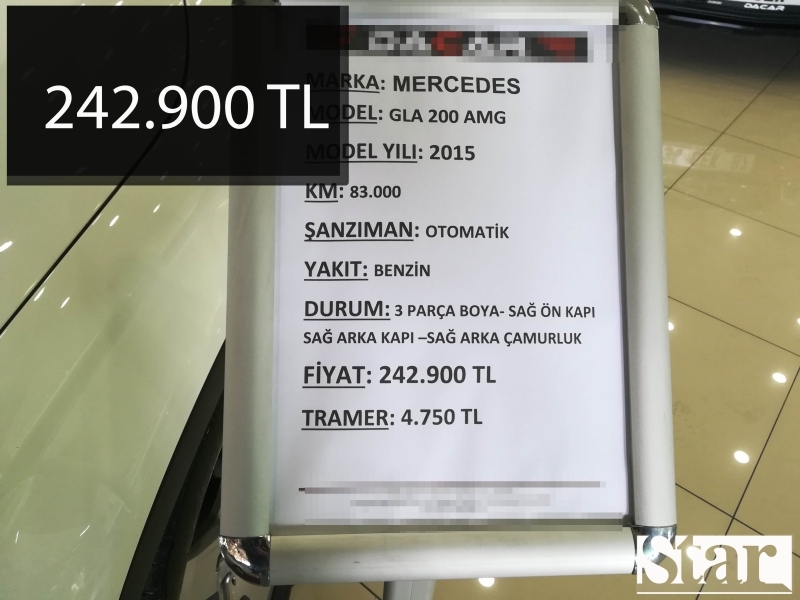 DACAR
242.900 TL
DACAR
MARKA: MERCEDES
MODEL: GLA 200 AMG
MODEL YILI: 2015
KM: 83.000
ŞANZIMAN: OTOMATİK
YAKIT: BENZİN
DURUM: 3 PARÇA BOYA- SAĞ ÖN KAPI
SAĞ ARKA KAPI –SAĞ ARKA ÇAMURLUK
FİYAT: 242.900 TL
TRAMER: 4.750 TL
Star